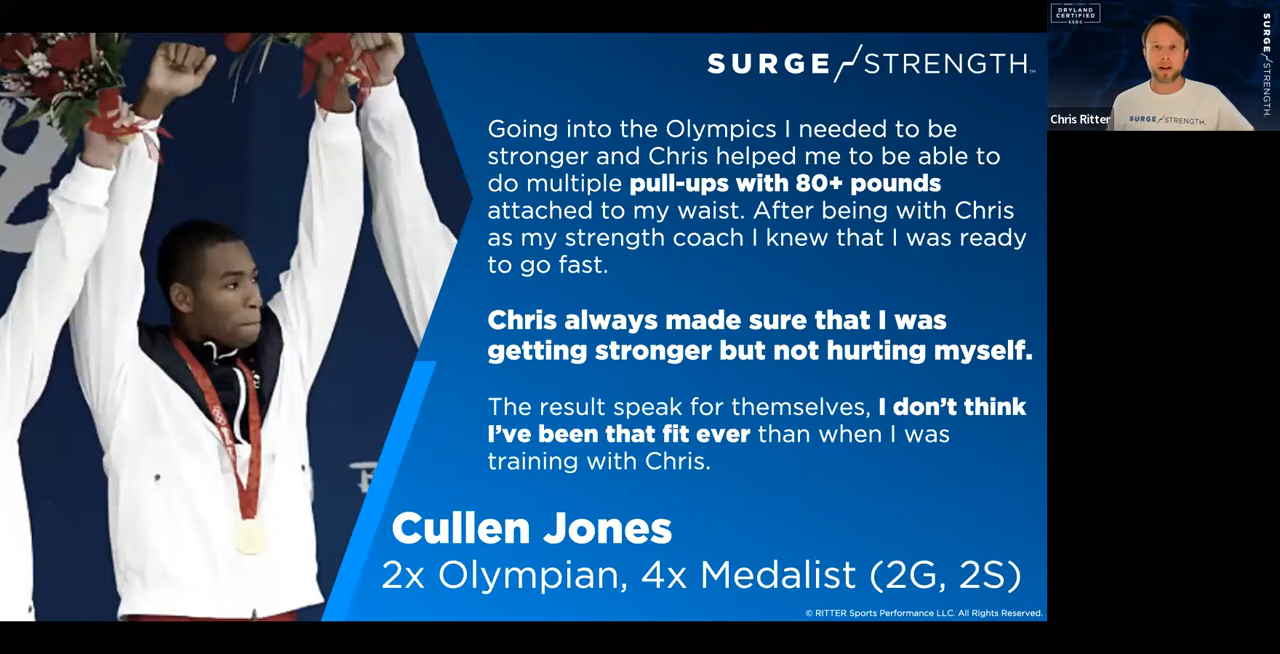 SURGE STRENGTH™
Going into the Olympics I needed to be
stronger and Chris helped me to be able to
do multiple pull-ups with 80+ pounds
attached to my waist. After being with Chris
as my strength coach I knew that I was ready
to go fast.
Chris always made sure that I was
getting stronger but not hurting myself.
The result speak for themselves, I don't think
I've been that fit ever than when I was
training with Chris.
Cullen Jones
2x Olympian, 4x Medalist (2G, 2S)
© RITTER Sports Performance LLC. All Rights Reserved.
DRYLAND
CERTIFIED
Chris Ritter
SURGE STRENGTH.
SURGE STRENGTH.